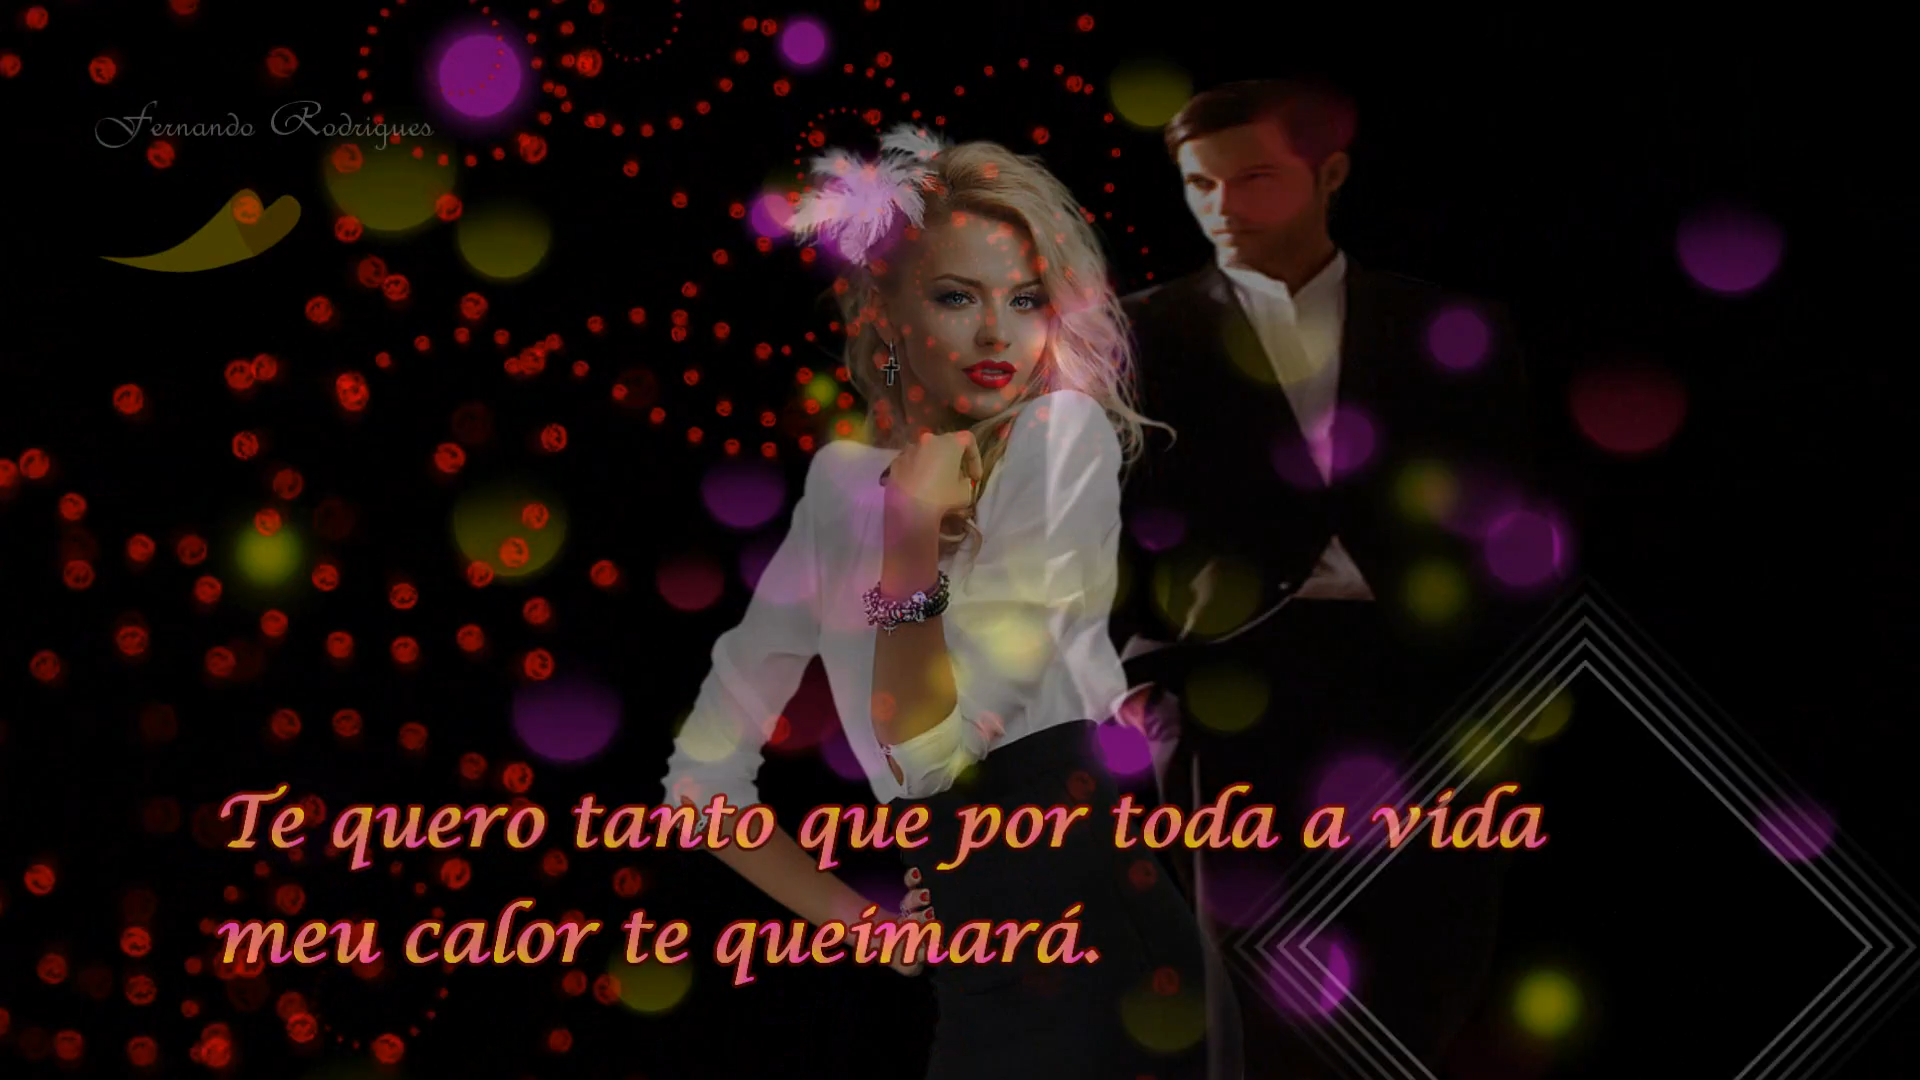 Fernando Rodrigues
Te quero tanto que por toda a vida
meu calor te queimará.